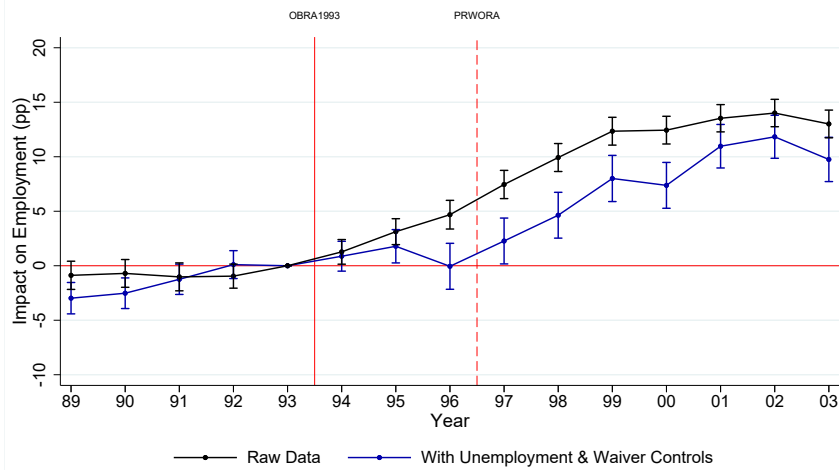 OBRA1993 PRWORA
Impact on Employment (pp)
20
15
10
5
0
-5
-10
89 90 91 92 93 94 95 96 97 98 99 00 01 02 03
Year
Raw Data With Unemployment & Waiver Controls